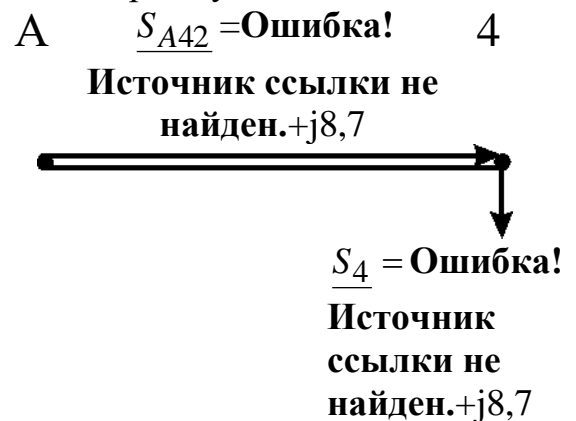 A S_A42 =Ошибка! 4
Источник ссылки не
найден.+j8,7
S_4 = Ошибка!
Источник
ссылки не
найден.+j8,7